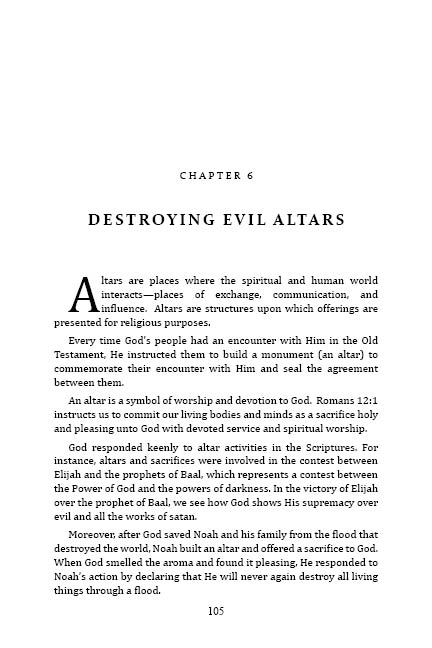 CHAPTER 6
DESTROYING EVIL ALTARS
Altars are places where the spiritual and human world
interacts—places of exchange, communication, and
influence. Altars are structures upon which offerings are
presented for religious purposes.
Every time God's people had an encounter with Him in the Old
Testament, He instructed them to build a monument (an altar) to
commemorate their encounter with Him and seal the agreement
between them.
An altar is a symbol of worship and devotion to God. Romans 12:1
instructs us to commit our living bodies and minds as a sacrifice holy
and pleasing unto God with devoted service and spiritual worship.
God responded keenly to altar activities in the Scriptures. For
instance, altars and sacrifices were involved in the contest between
Elijah and the prophets of Baal, which represents a contest between
the Power of God and the powers of darkness. In the victory of Elijah
over the prophet of Baal, we see how God shows His supremacy over
evil and all the works of satan.
Moreover, after God saved Noah and his family from the flood that
destroyed the world, Noah built an altar and offered a sacrifice to God.
When God smelled the aroma and found it pleasing, He responded to
Noah's action by declaring that He will never again destroy all living
things through a flood.
105